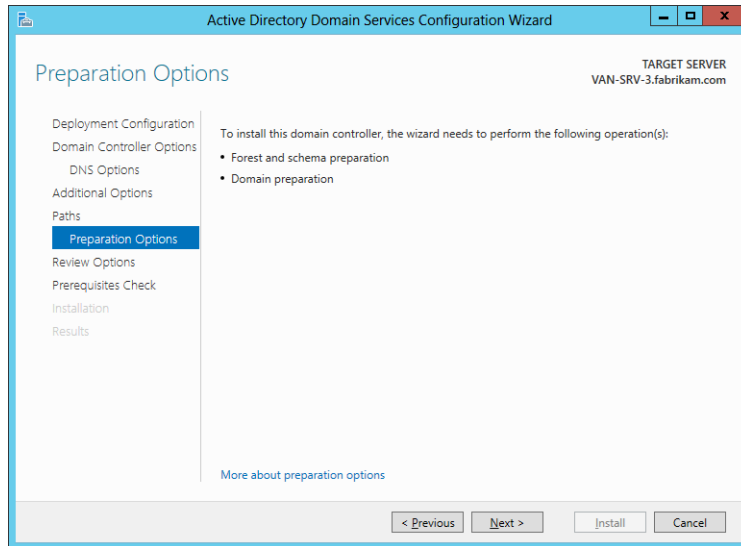 Active Directory Domain Services Configuration Wizard
Preparation Options
TARGET SERVER
VAN-SRV-3.fabrikam.com
Deployment Configuration
Domain Controller Options
DNS Options
Additional Options
Paths
Preparation Options
Review Options
Prerequisites Check
Installation
Results
To install this domain controller, the wizard needs to perform the following operation(s):
• Forest and schema preparation
• Domain preparation
More about preparation options
< Previous
Next >
Install
Cancel